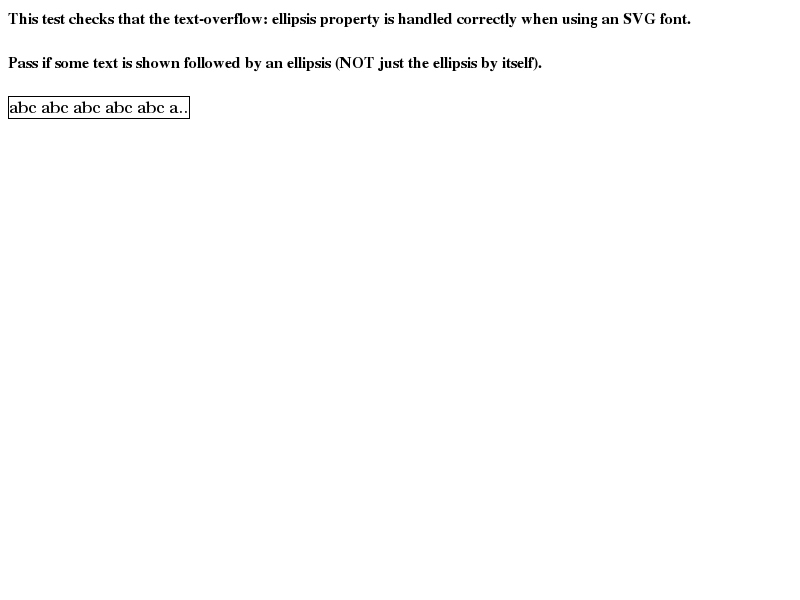 This test checks that the text-overflow: ellipsis property is handled correctly when using an SVG font.
Pass if some text is shown followed by an ellipsis (NOT just the ellipsis by itself).
abc abc abc abc abc a..